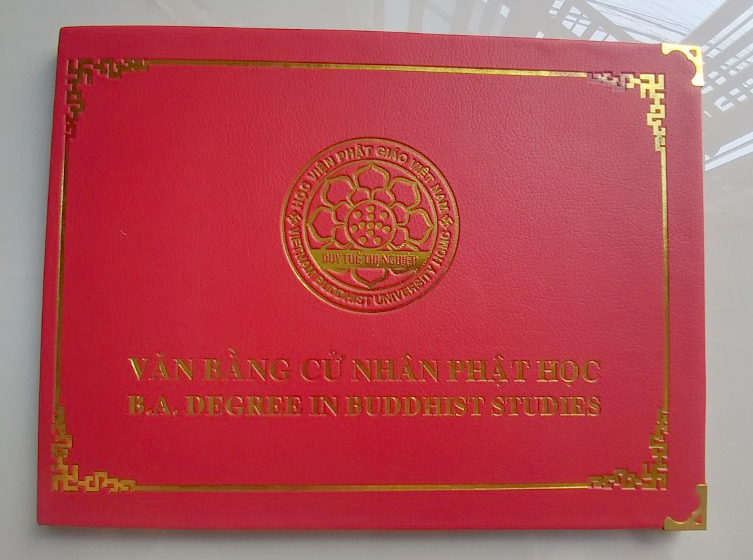 HỌC VIỆN PHẬT GIÁO VIỆT NAM
DUY TUỆ THỊ NGHIỆP
VIETNAM BUDDHIST UNIVERSITY HCMC
VĂN BẰNG CỬ NHÂN PHẬT HỌC
B.A. DEGREE IN BUDDHIST STUDIES